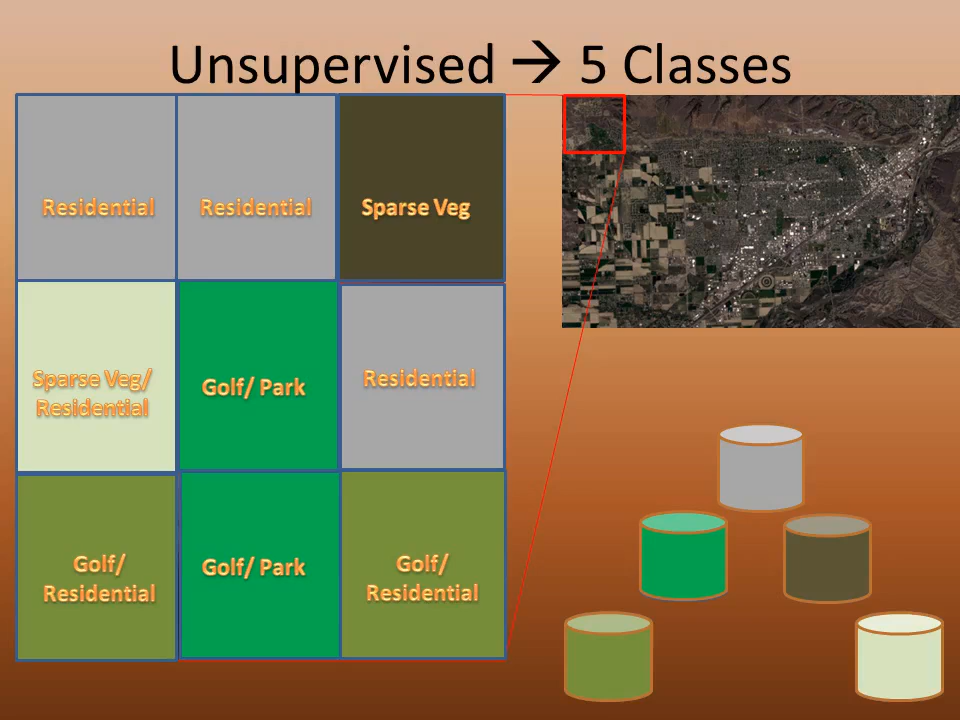 Unsupervised → 5 Classes
Residential
Residential
Sparse Veg
Sparse Veg/
Residential
Golf/ Park
Residential
Golf/
Residential
Golf/ Park
Golf/
Residential